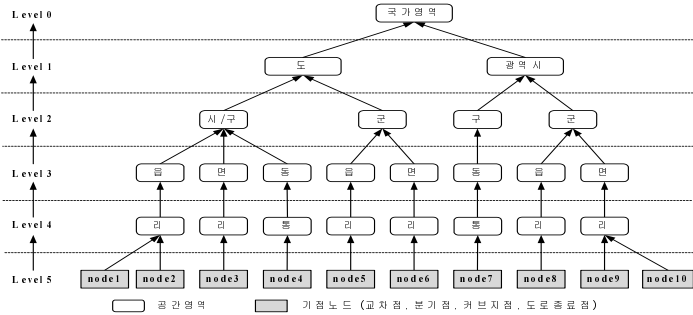 Level 0 국가영역
Level 1 도 광역시
Level 2 시/구 군 구 군
Level 3 읍 면 동 읍 면 동 읍 면
Level 4 리 리 통 리 리 통 리 리
Level 5 node1 node2 node3 node4 node5 node6 node7 node8 node9 node10
공간영역 기점노드 (교차점, 분기점, 커브지점, 도로종료점)